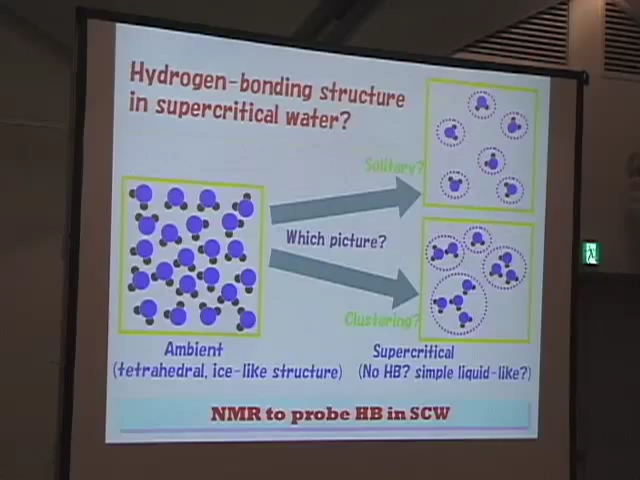 Hydrogen-bonding structure
in supercritical water?
Solitary?
Which picture?
Clustering?
Ambient
(tetrahedral, ice-like structure)
Supercritical
(No HB? simple liquid-like?)
NMR to probe HB in SCW